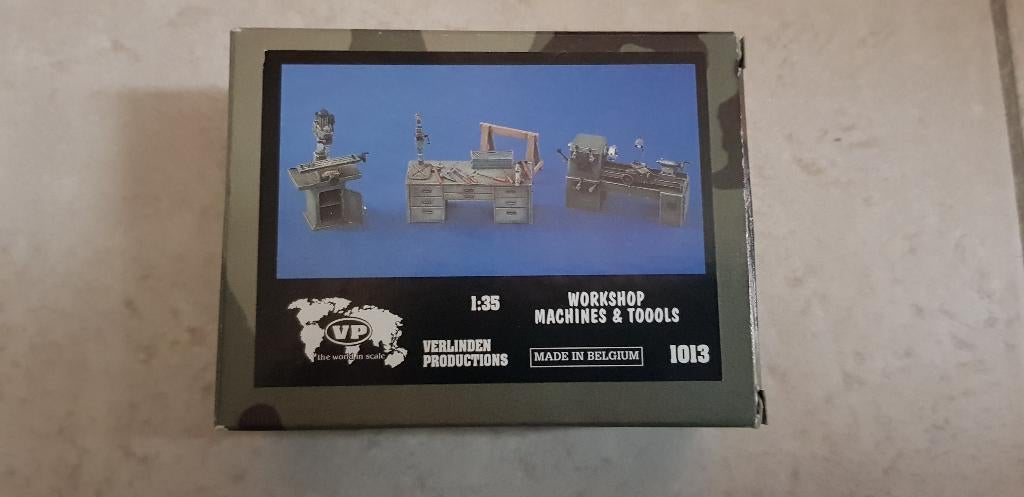 1:35
WORKSHOP
MACHINES & TOOOLS
VP
the world in scale
VERLINDEN
PRODUCTIONS
MADE IN BELGIUM
1013